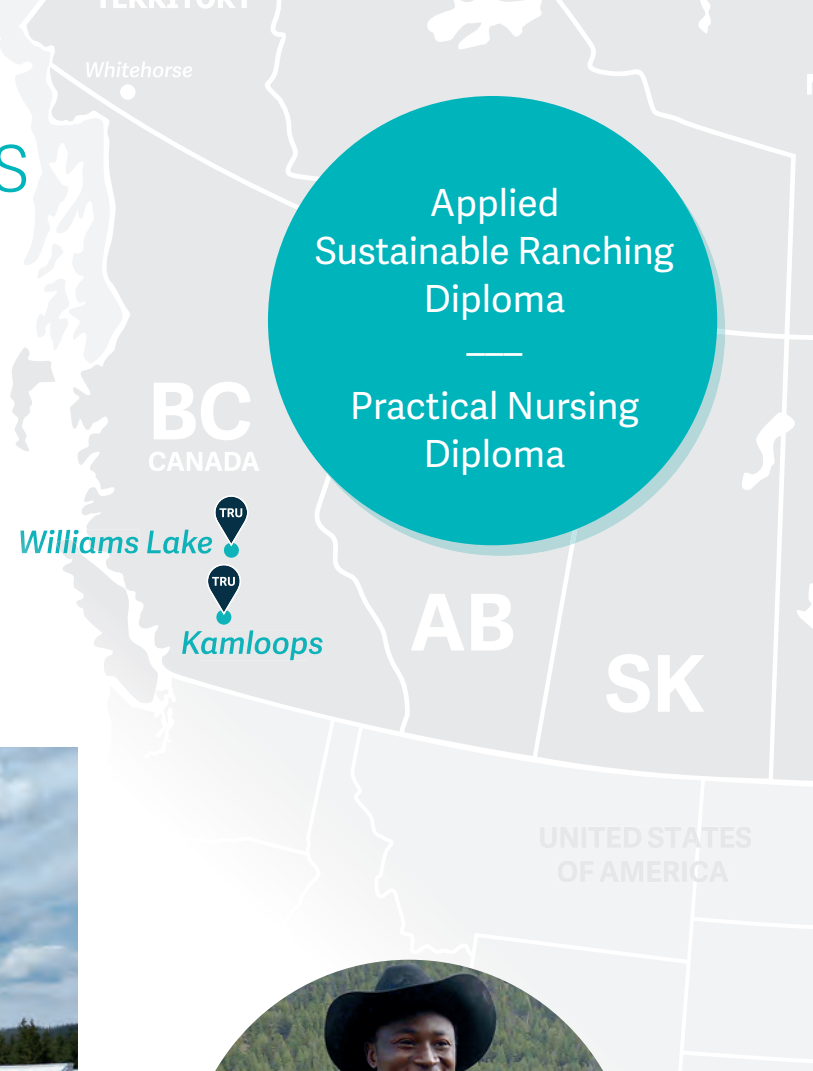 TERRITORY
Whitehorse
S
Applied
Sustainable Ranching
Diploma
Practical Nursing
Diploma
BC
CANADA
TRU
Williams Lake
TRU
Kamloops
AB
SK
UNITED STATES
OF AMERICA